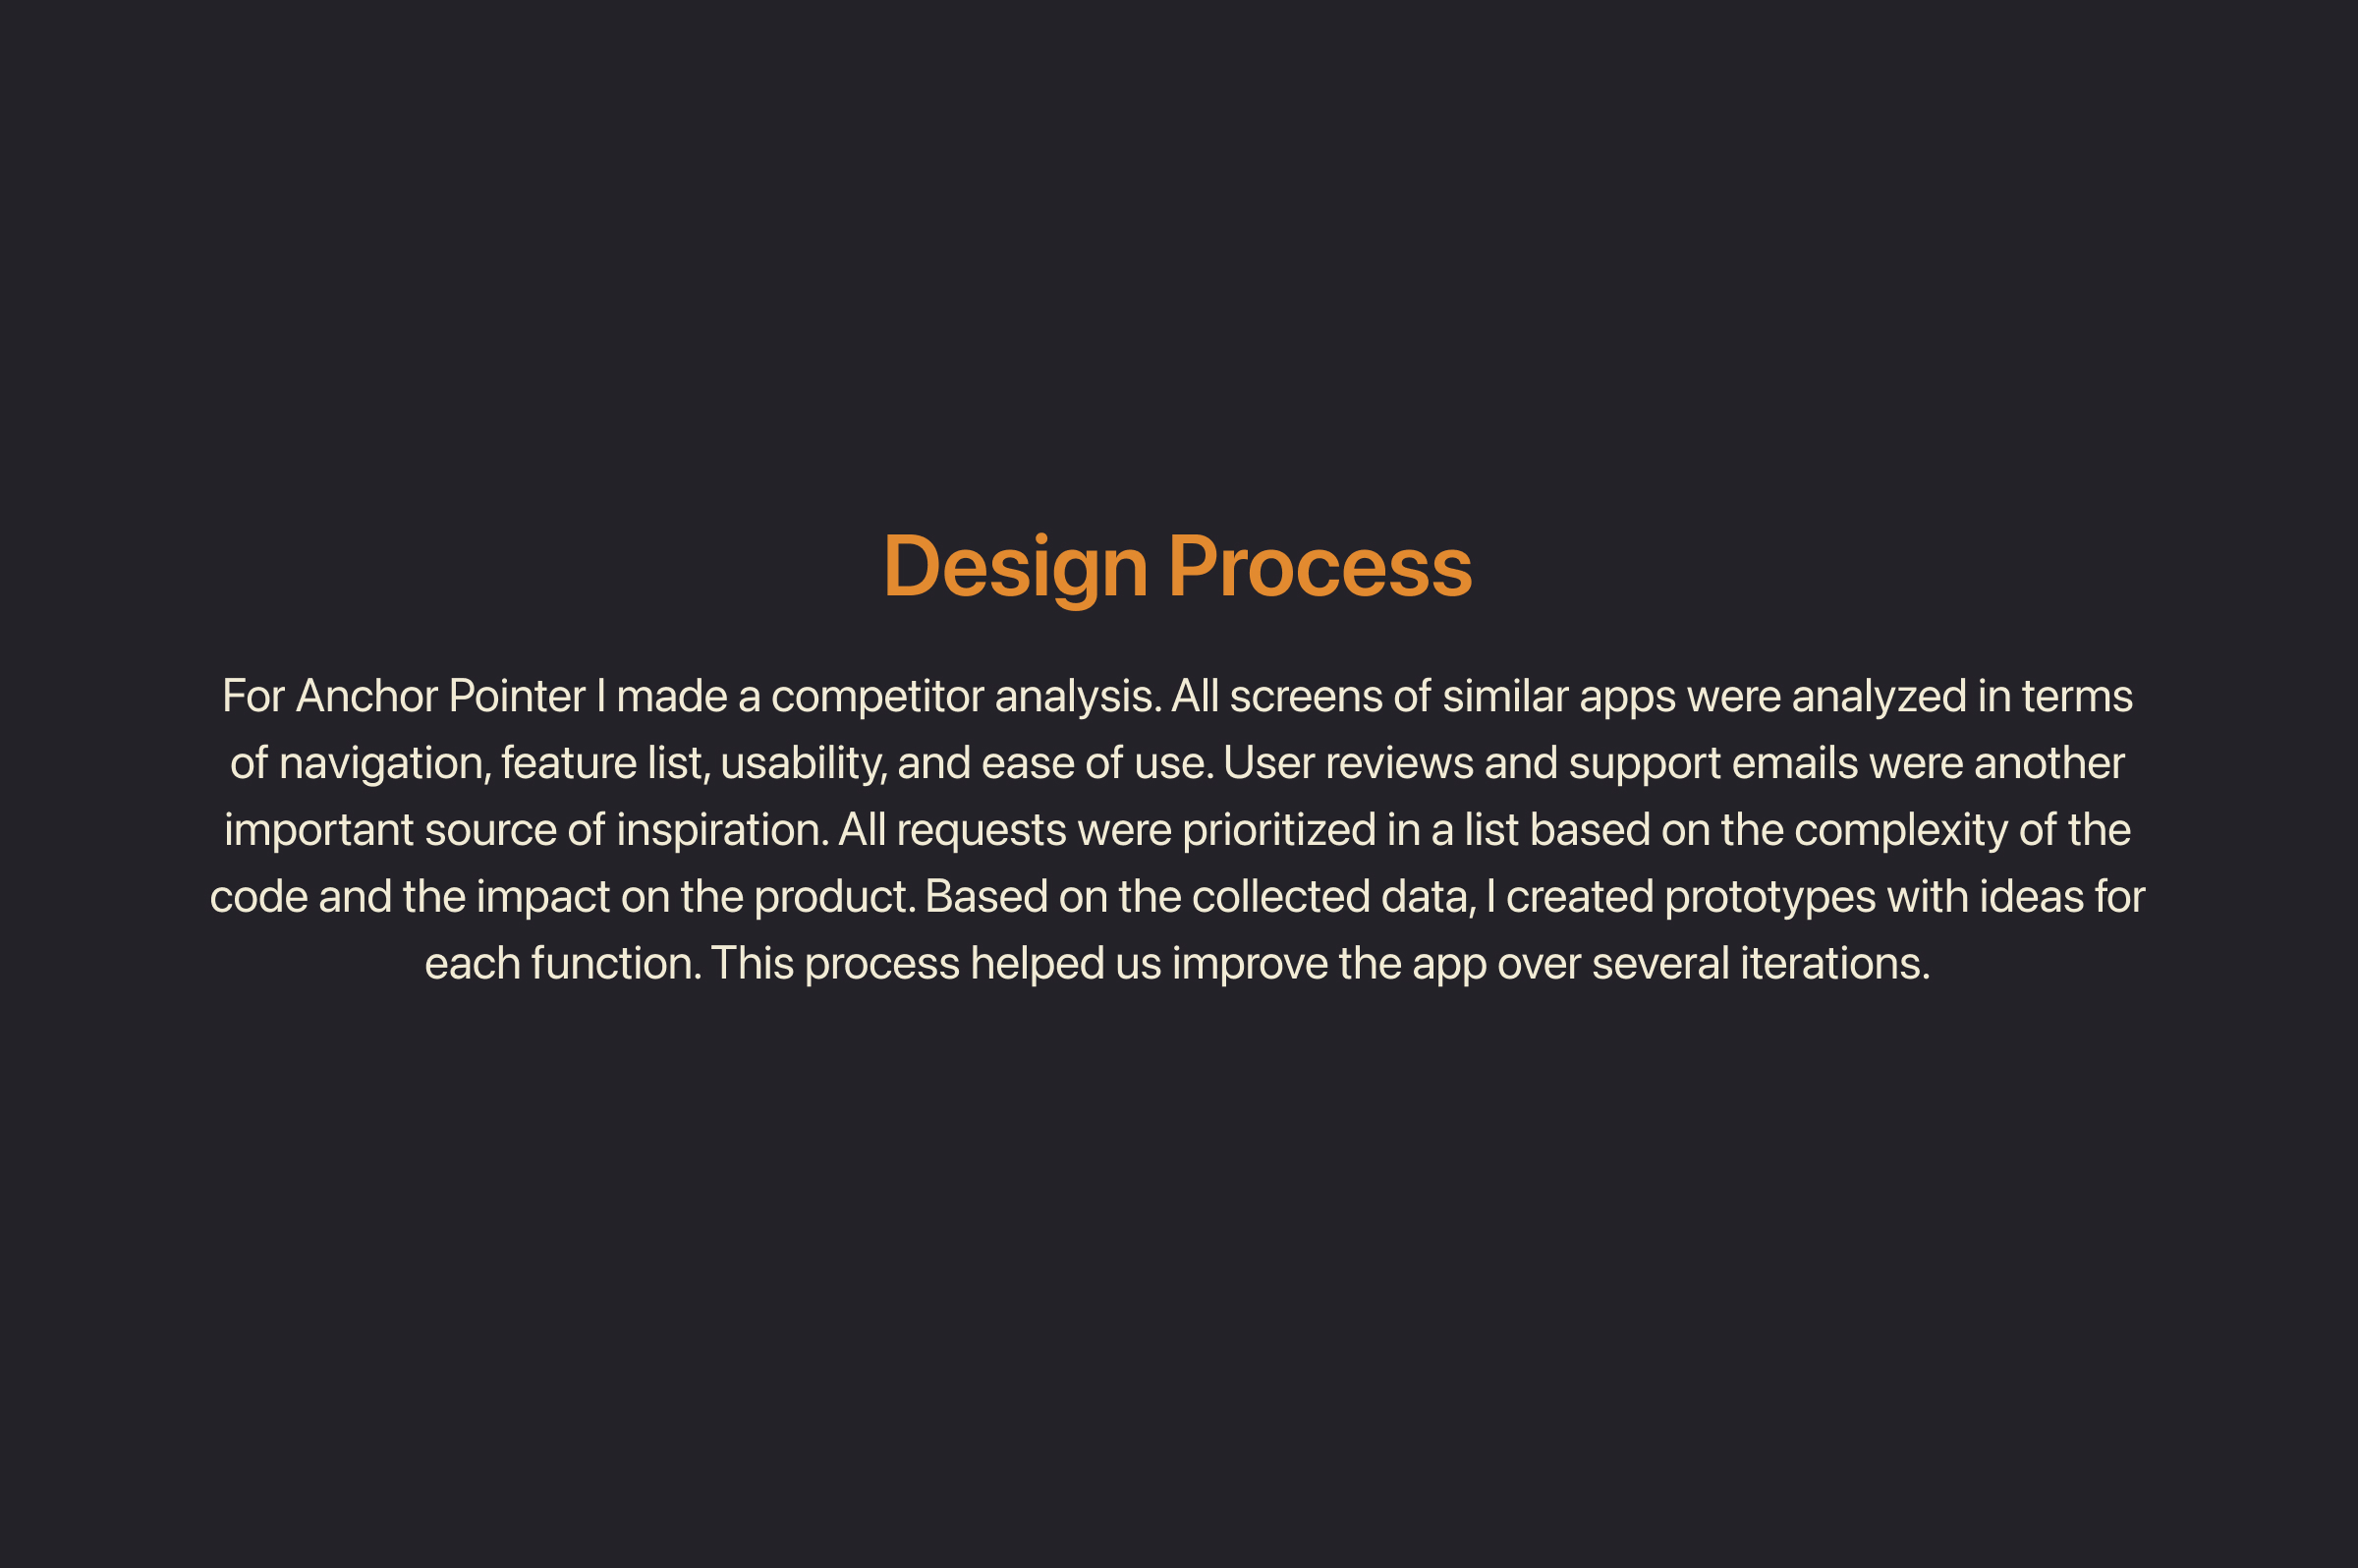 Design Process
For Anchor Pointer I made a competitor analysis. All screens of similar apps were analyzed in terms
of navigation, feature list, usability, and ease of use. User reviews and support emails were another
important source of inspiration. All requests were prioritized in a list based on the complexity of the
code and the impact on the product. Based on the collected data, I created prototypes with ideas for
each function. This process helped us improve the app over several iterations.